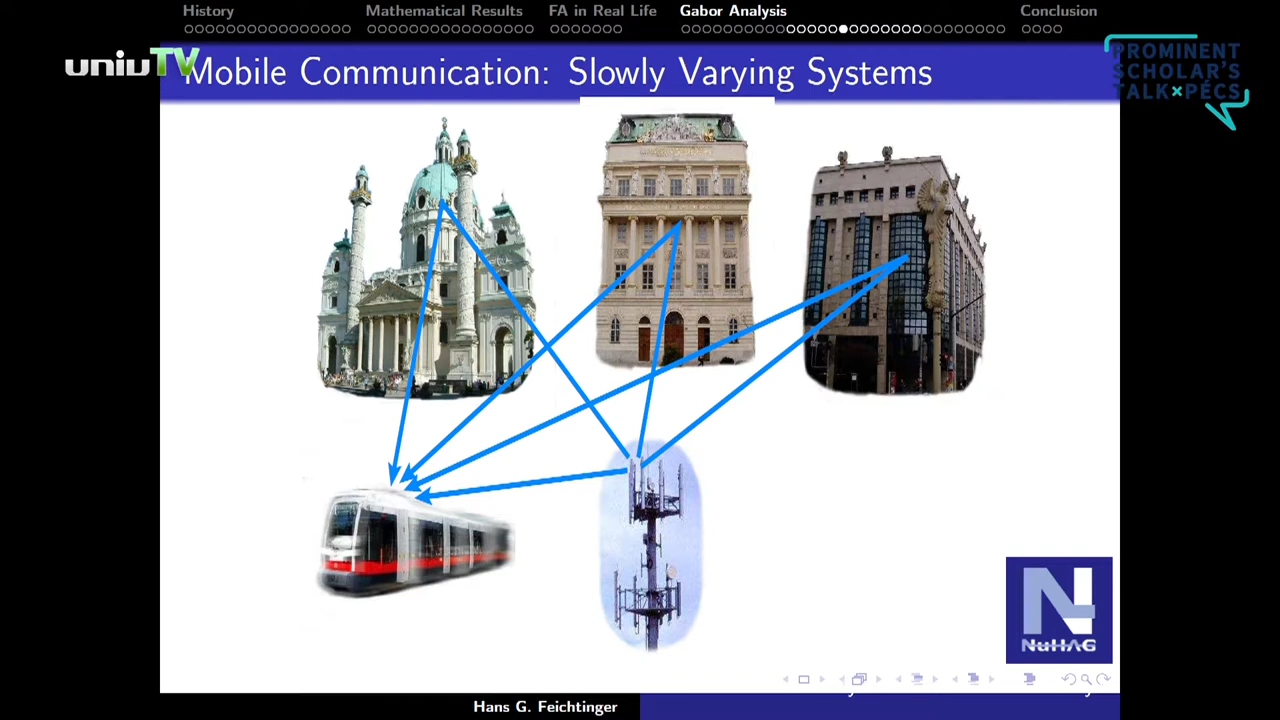 History Mathematical Results FA in Real Life Gabor Analysis Conclusion
uniuTV
Mobile Communication: Slowly Varying Systems
PROMINENT
SCHOLAR'S
TALK×PÉCS
NuHAG
Hans G. Feichtinger